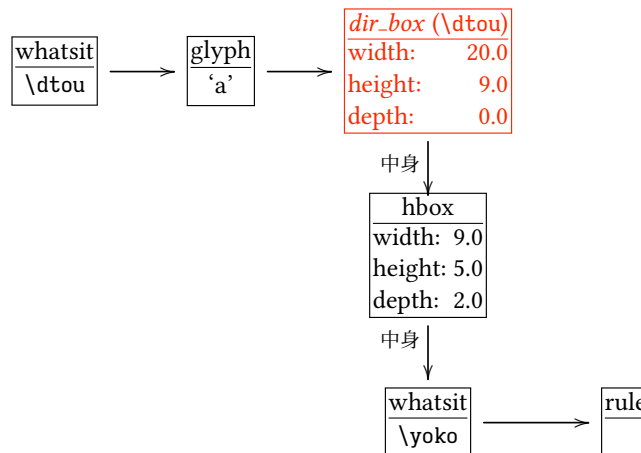 whatsit
\dtou
glyph
‘a’
dir_box (\dtou)
width: 20.0
height: 9.0
depth: 0.0
中身
hbox
width: 9.0
height: 5.0
depth: 2.0
中身
whatsit
\yoko
rule